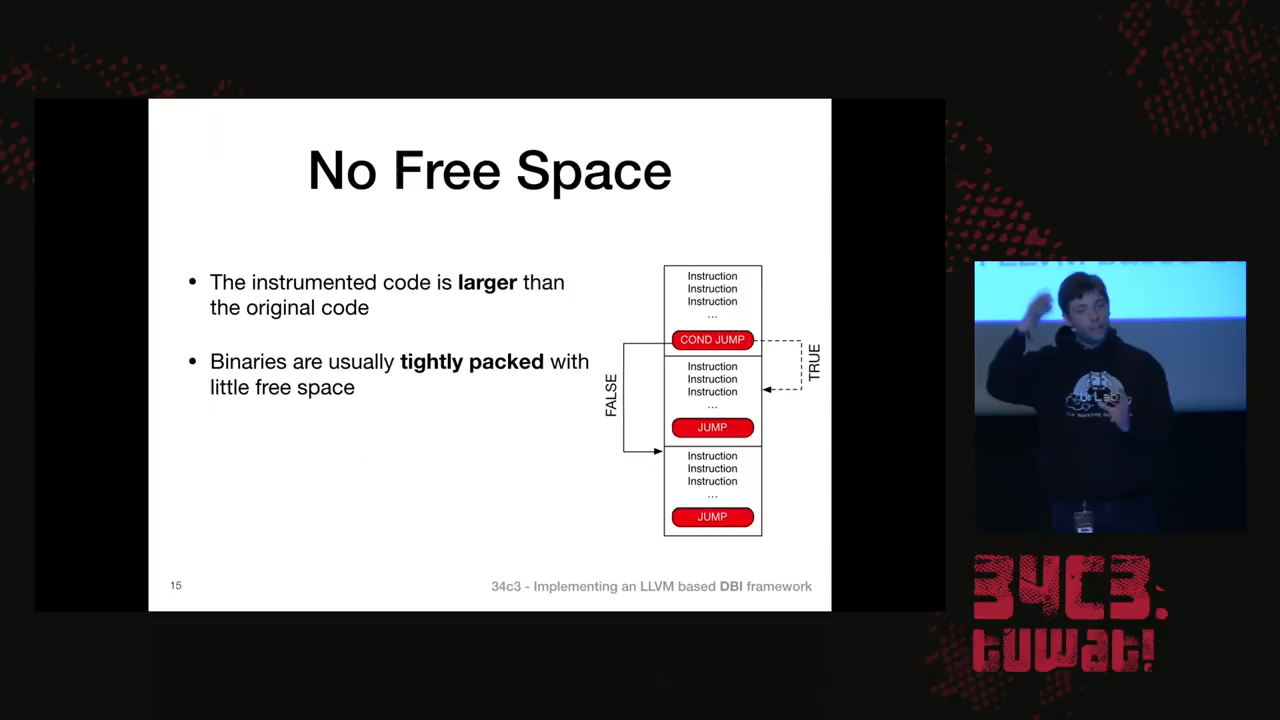 No Free Space
• The instrumented code is larger than
the original code
• Binaries are usually tightly packed with
little free space
Instruction
Instruction
Instruction
...
COND JUMP
TRUE
FALSE
Instruction
Instruction
Instruction
...
JUMP
Instruction
Instruction
Instruction
...
JUMP
15
34c3 - Implementing an LLVM based DBI framework
34C3.
tuwat!